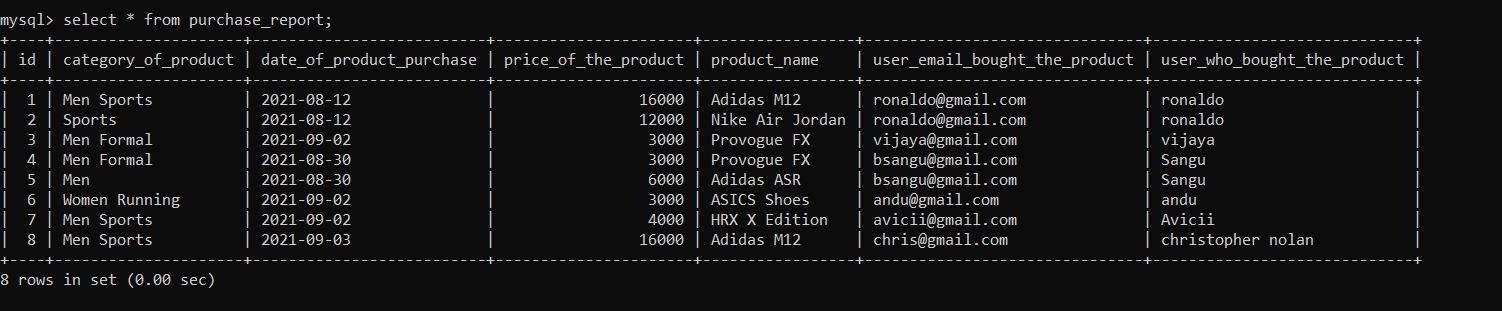 mysql> select * from purchase_report;
+----+---------------------+--------------------------+----------------------+-----------------+-------------------------------+-----------------------------+
| id | category_of_product | date_of_product_purchase | price_of_the_product | product_name    | user_email_bought_the_product | user_who_bought_the_product |
+----+---------------------+--------------------------+----------------------+-----------------+-------------------------------+-----------------------------+
|  1 | Men Sports          | 2021-08-12               |                16000 | Adidas M12      | ronaldo@gmail.com             | ronaldo                     |
|  2 | Sports              | 2021-08-12               |                12000 | Nike Air Jordan | ronaldo@gmail.com             | ronaldo                     |
|  3 | Men Formal          | 2021-09-02               |                 3000 | Provogue FX     | vijaya@gmail.com              | vijaya                      |
|  4 | Men Formal          | 2021-08-30               |                 3000 | Provogue FX     | bsangu@gmail.com              | Sangu                       |
|  5 | Men                 | 2021-08-30               |                 6000 | Adidas ASR      | bsangu@gmail.com              | Sangu                       |
|  6 | Women Running       | 2021-09-02               |                 3000 | ASICS Shoes     | andu@gmail.com                | andu                        |
|  7 | Men Sports          | 2021-09-02               |                 4000 | HRX X Edition   | avicii@gmail.com              | Avicii                      |
|  8 | Men Sports          | 2021-09-03               |                16000 | Adidas M12      | chris@gmail.com               | christopher nolan           |
+----+---------------------+--------------------------+----------------------+-----------------+-------------------------------+-----------------------------+
8 rows in set (0.00 sec)